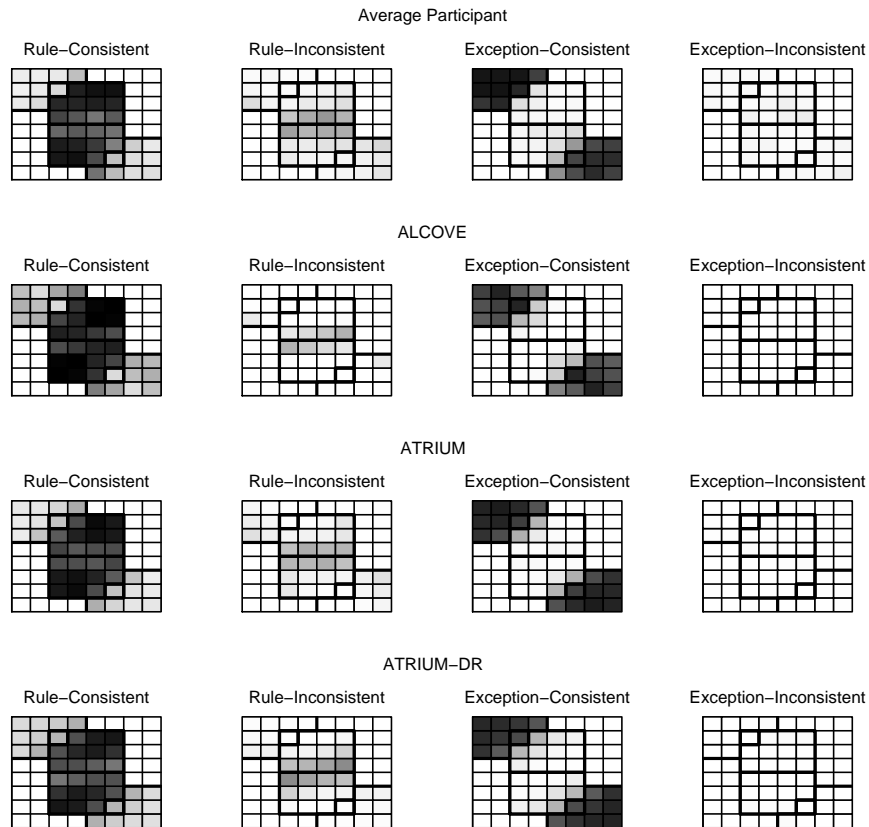 Average Participant
Rule−Consistent Rule−Inconsistent Exception−Consistent Exception−Inconsistent
ALCOVE
Rule−Consistent Rule−Inconsistent Exception−Consistent Exception−Inconsistent
ATRIUM
Rule−Consistent Rule−Inconsistent Exception−Consistent Exception−Inconsistent
ATRIUM−DR
Rule−Consistent Rule−Inconsistent Exception−Consistent Exception−Inconsistent